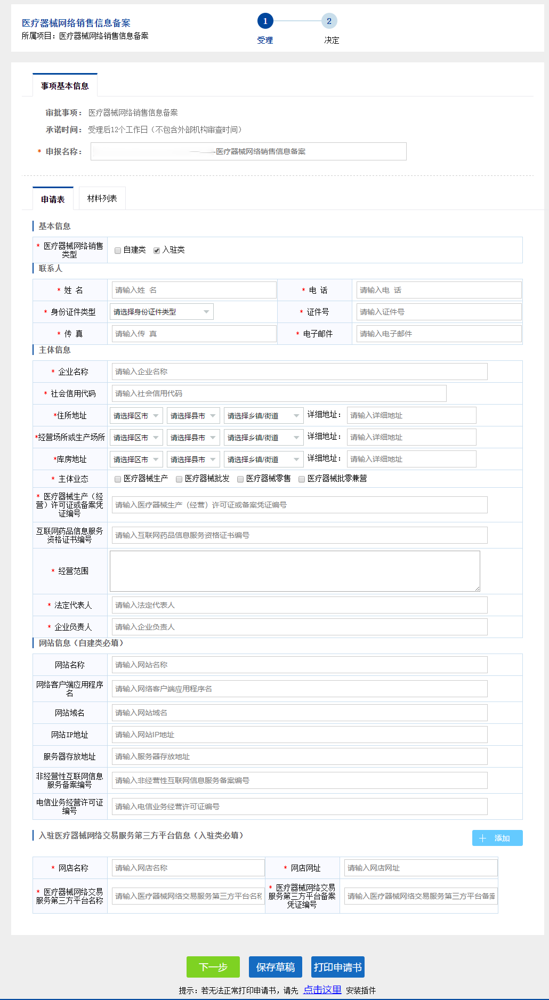 医疗器械网络销售信息备案
所属项目：医疗器械网络销售信息备案
1 2
受理 决定
事项基本信息
审批事项： 医疗器械网络销售信息备案
承诺时间： 受理后12个工作日（不包含外部机构审查时间）
* 申报名称： ——-医疗器械网络销售信息备案
申请表 材料列表
基本信息
* 医疗器械网络销售
类型
自建类 入驻类
联系人
* 姓 名 请输入姓 名 * 电 话 请输入电 话
* 身份证件类型 请选择身份证件类型 * 证件号 请输入证件号
* 传 真 请输入传 真 * 电子邮件 请输入电子邮件
主体信息
* 企业名称 请输入企业名称
* 社会信用代码 请输入社会信用代码
*住所地址 请选择区市 请选择县市 请选择乡镇/街道 详细地址： 请输入详细地址
*经营场所或生产场所 请选择区市 请选择县市 请选择乡镇/街道 详细地址： 请输入详细地址
*库房地址 请选择区市 请选择县市 请选择乡镇/街道 详细地址： 请输入详细地址
* 主体业态 医疗器械生产 医疗器械批发 医疗器械零售 医疗器械批零兼营
* 医疗器械生产（经
营）许可证或备案凭
证编号
请输入医疗器械生产（经营）许可证或备案凭证编号
互联网药品信息服务
资格证书编号
请输入互联网药品信息服务资格证书编号
* 经营范围
* 法定代表人 请输入法定代表人
* 企业负责人 请输入企业负责人
网站信息（自建类必填）
网站名称 请输入网站名称
网络客户端应用程序
名
请输入网络客户端应用程序名
网站域名 请输入网站域名
网站IP地址 请输入网站IP地址
服务器存放地址 请输入服务器存放地址
非经营性互联网信息
服务备案编号
请输入非经营性互联网信息服务备案编号
电信业务经营许可证
编号
请输入电信业务经营许可证编号
入驻医疗器械网络交易服务第三方平台信息（入驻类必填） 添加
* 网店名称 请输入网店名称 * 网店网址 请输入网店网址
* 医疗器械网络交易
服务第三方平台名称
请输入医疗器械网络交易服务第三方平台名称
* 医疗器械网络交易
服务第三方平台备案
凭证编号
请输入医疗器械网络交易服务第三方平台备案
下一步 保存草稿 打印申请书
提示：若无法正常打印申请书，请先 点击这里 安装插件